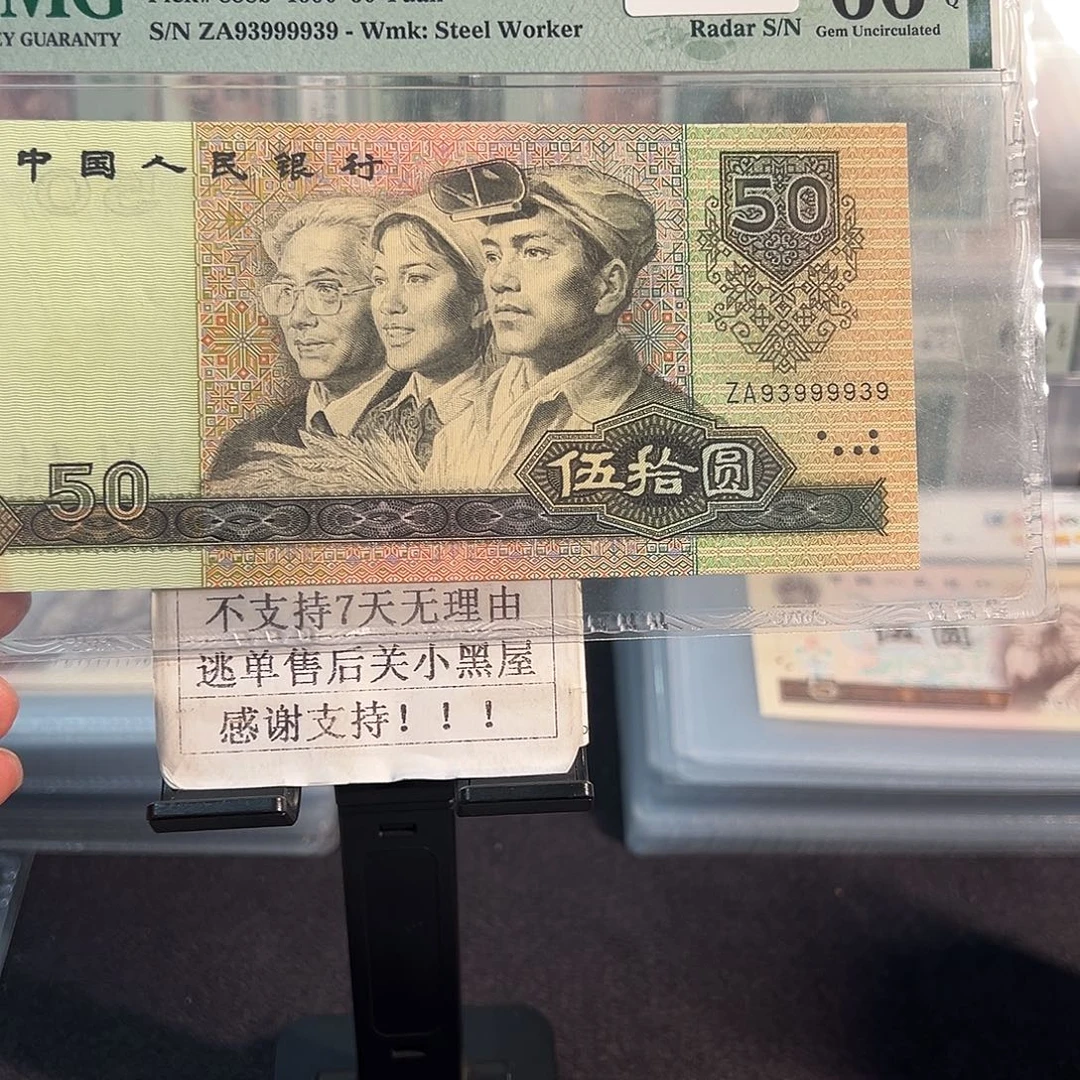 MG
EY GUARANTY
S/N ZA93999939 - Wmk: Steel Worker
Radar S/N
66
Q
Gem Uncirculated
中国人民银行
50
ZA93999939
50
伍拾圆
不支持7天无理由
逃单售后关小黑屋
感谢支持！！！